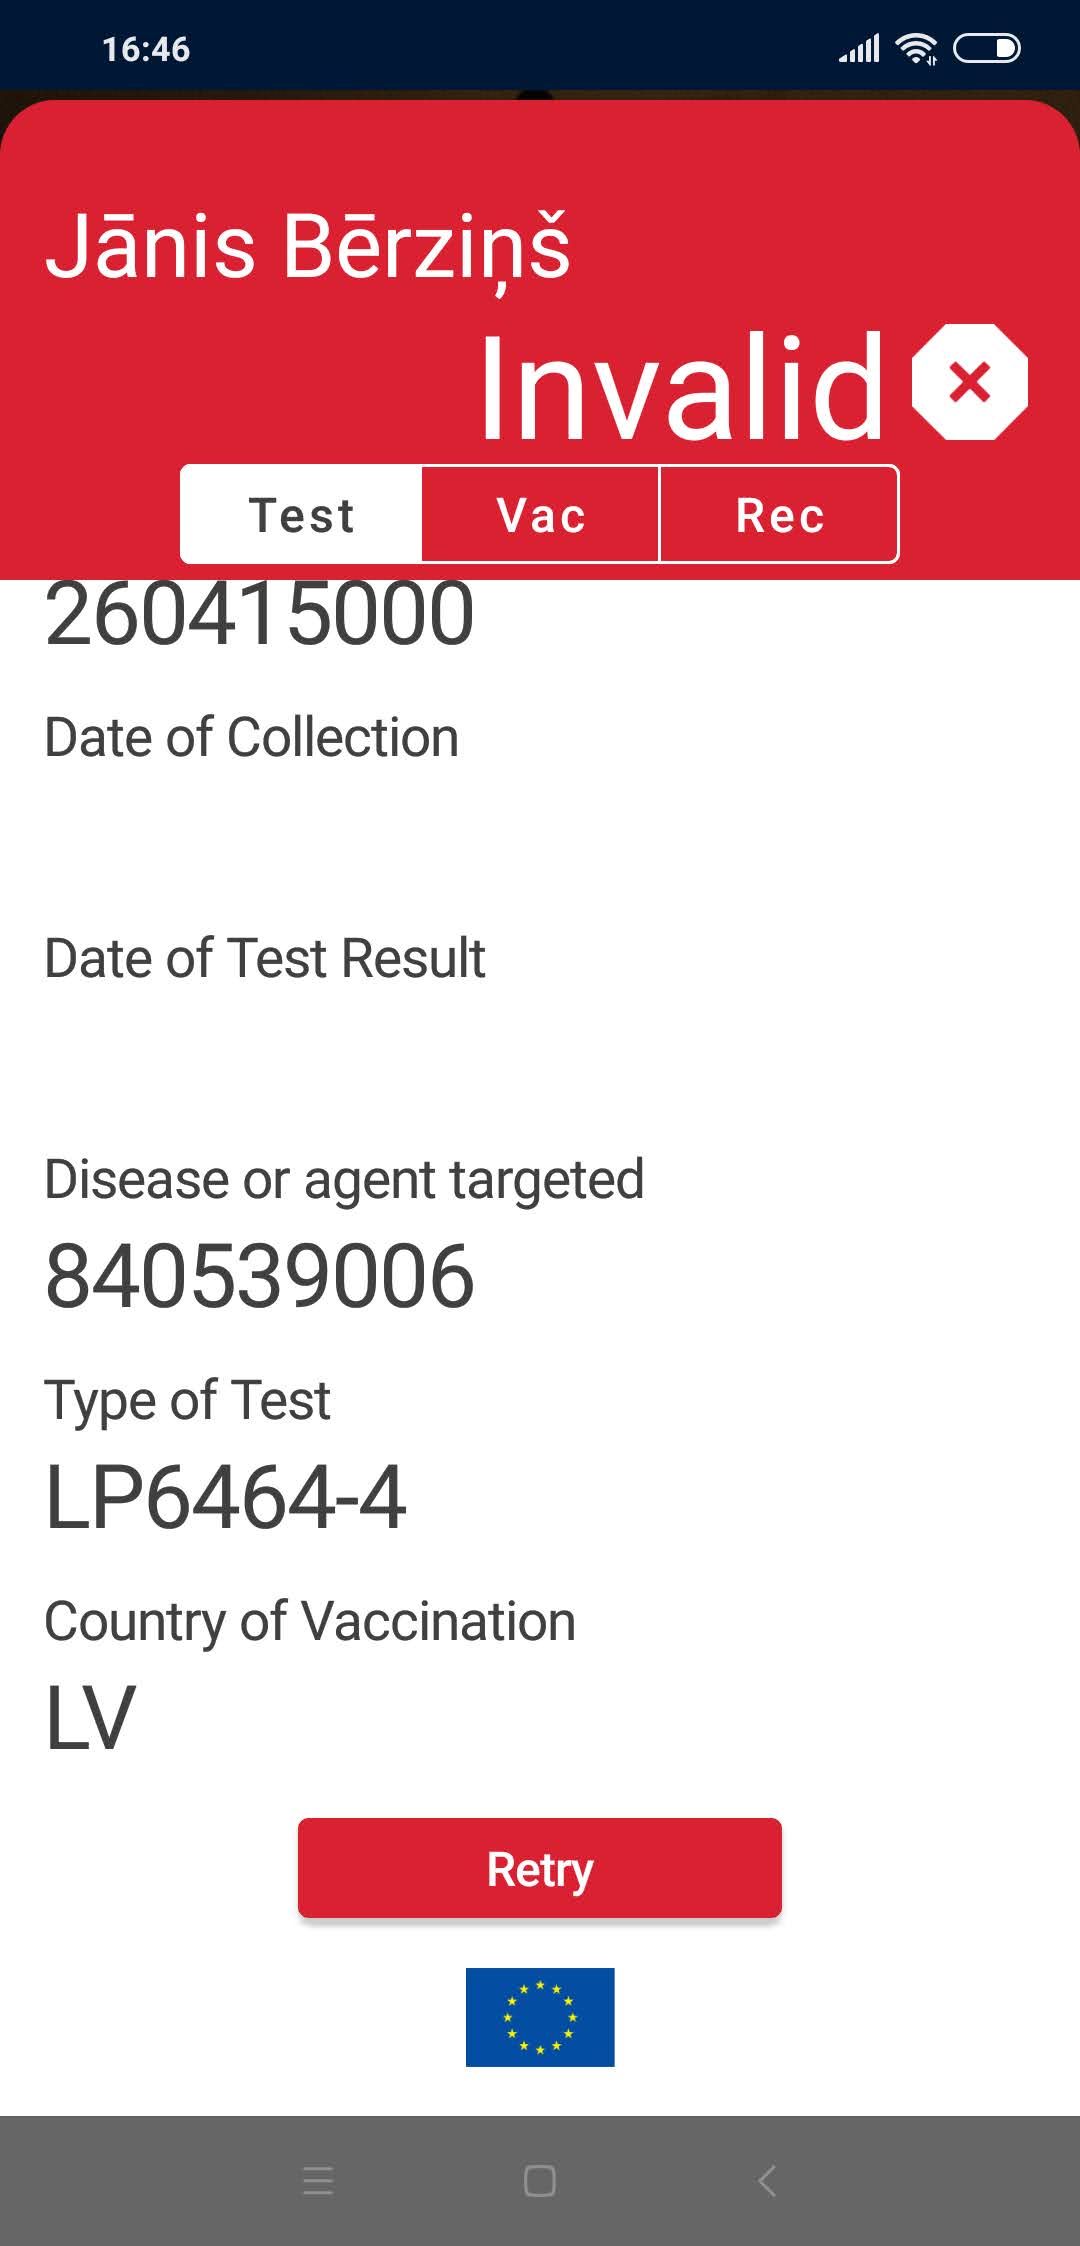 16:46
Jānis Bērziņš
Invalid
Test
Vac
Rec
260415000
Date of Collection
Date of Test Result
Disease or agent targeted
840539006
Type of Test
LP6464-4
Country of Vaccination
LV
Retry